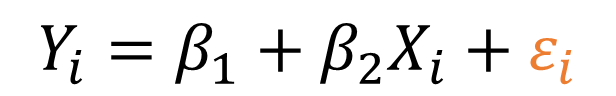 Yᵢ = β₁ + β₂Xᵢ + εᵢ